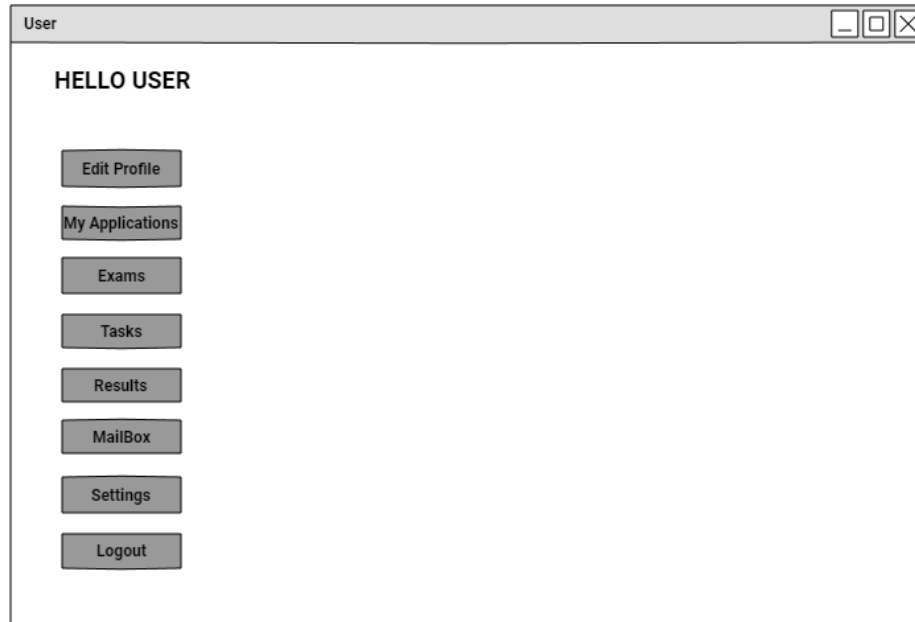 User
HELLO USER
Edit Profile
My Applications
Exams
Tasks
Results
MailBox
Settings
Logout